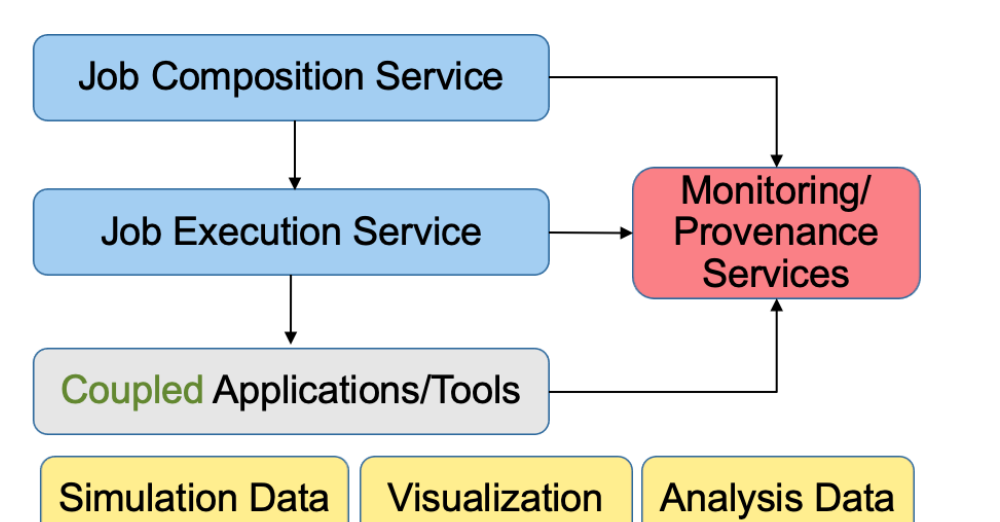 Job Composition Service
Job Execution Service
Monitoring/
Provenance
Services
Coupled Applications/Tools
Simulation Data
Visualization
Analysis Data